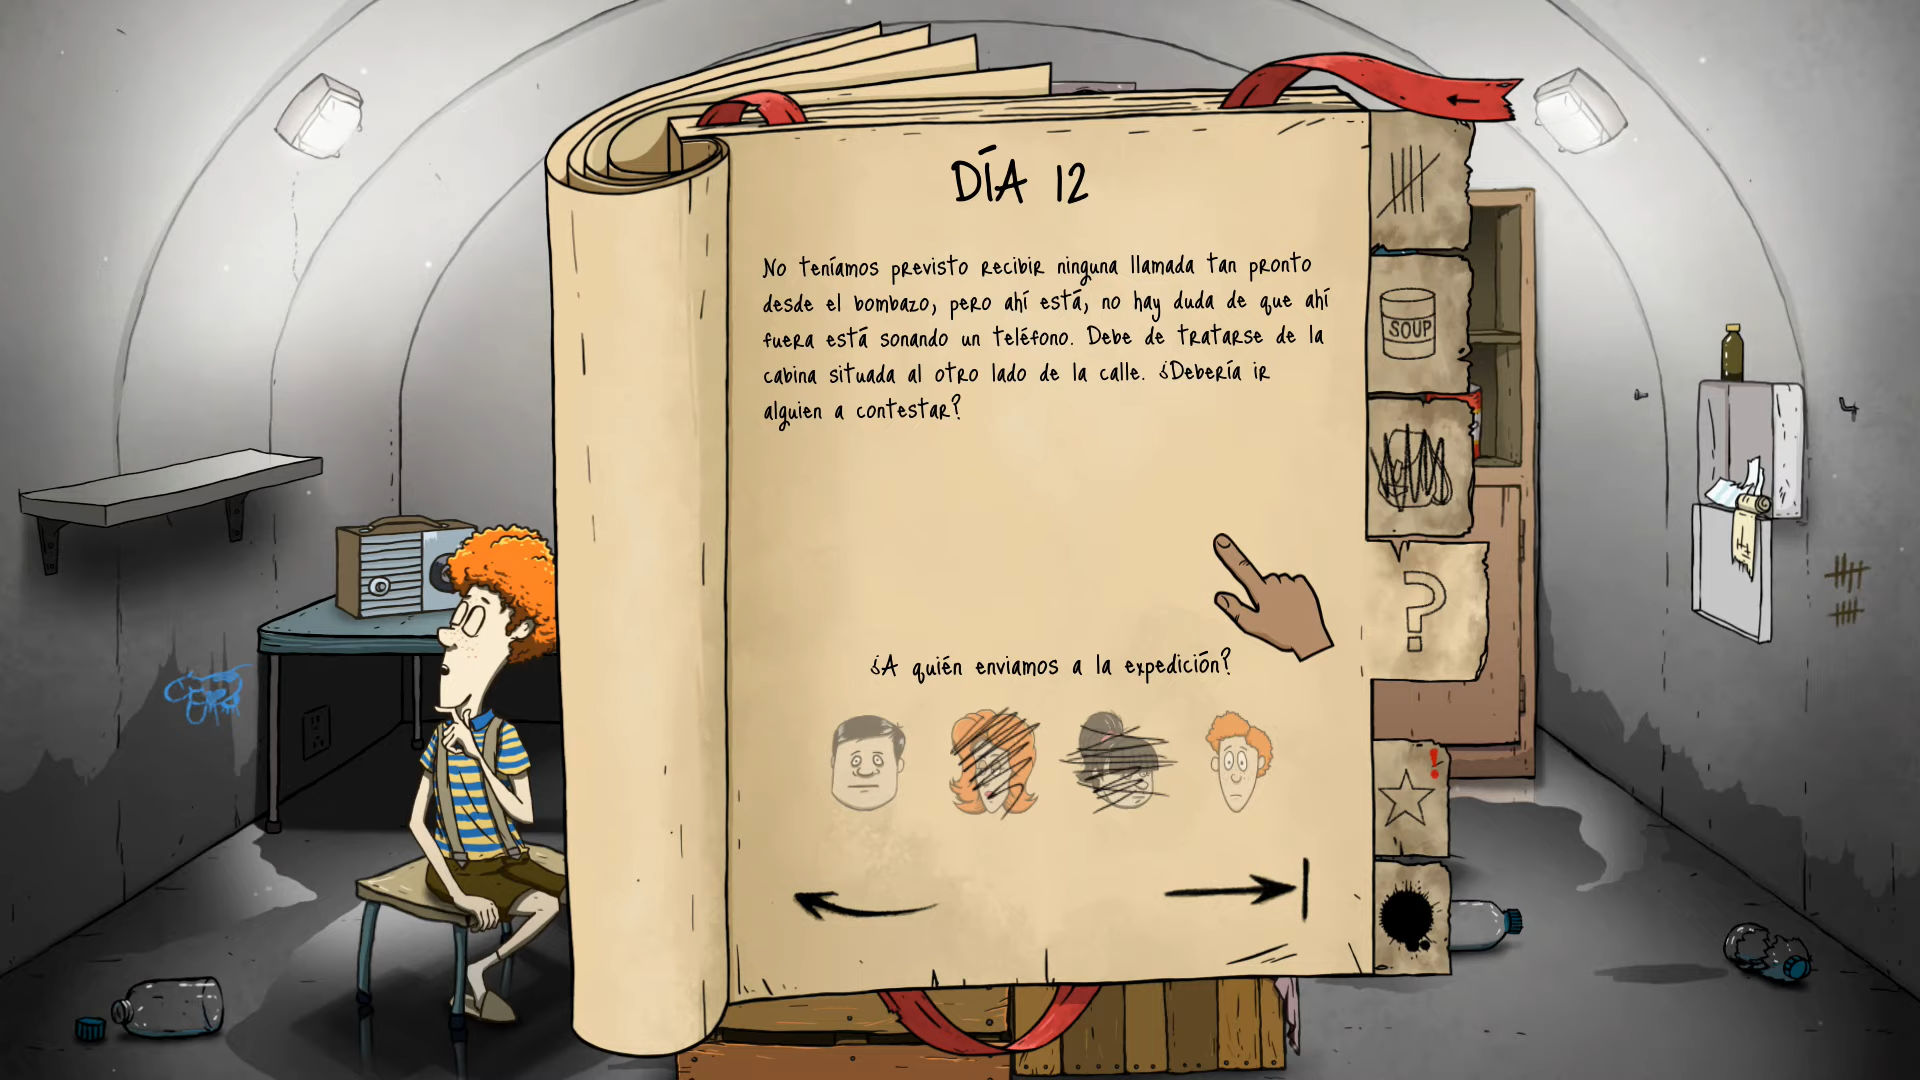 DÍA 12
No teníamos previsto recibir ninguna llamada tan pronto
desde el bombazo, pero ahí está, no hay duda de que ahí
fuera está sonando un teléfono. Debe de tratarse de la
cabina situada al otro lado de la calle. ¿Debería ir
alguien a contestar?
SOUP
?
!
¿A quién enviamos a la expedición?